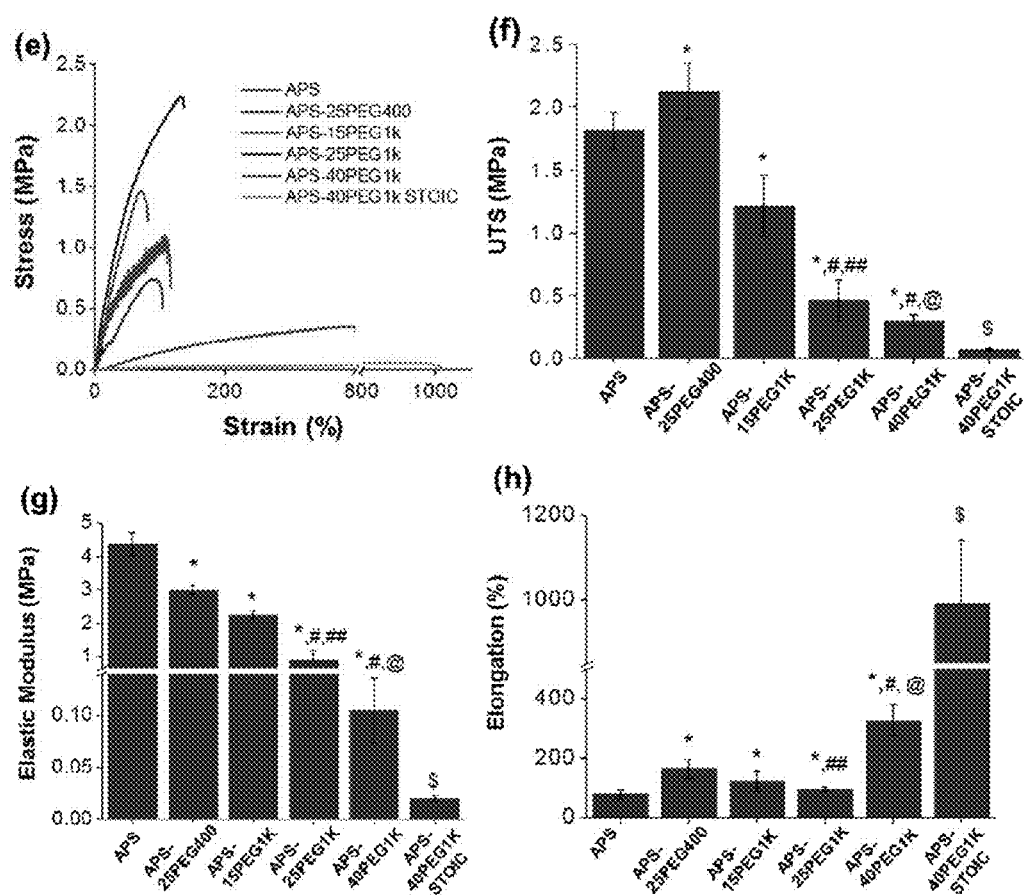 (e)
2.5
2.0
1.5
1.0
0.5
0.0
Stress (MPa)
APS
APS-25PEG400
APS-15PEG1k
APS-25PEG1k
APS-40PEG1k
APS-40PEG1k STOIC
0
200
600
1000
Strain (%)
(f)
2.5
2.0
1.5
1.0
0.5
0.0
UTS (MPa)
*
*
*,#,##
*,#,@
$
APS
APS-
25PEG400
APS-
15PEG1K
APS-
25PEG1K
APS-
40PEG1K
APS-
40PEG1K
STOIC
(g)
5
4
3
2
1
0.10
0.05
0.00
Elastic Modulus (MPa)
*
*
*,#,##
*,#,@
$
APS
APS-
25PEG400
APS-
15PEG1K
APS-
25PEG1K
APS-
40PEG1K
APS-
40PEG1K
STOIC
(h)
1200
1000
400
200
0
Elongation (%)
*
*
*,##
*,#,@
$
APS
APS-
25PEG400
APS-
15PEG1K
APS-
25PEG1K
APS-
40PEG1K
APS-
40PEG1K
STOIC